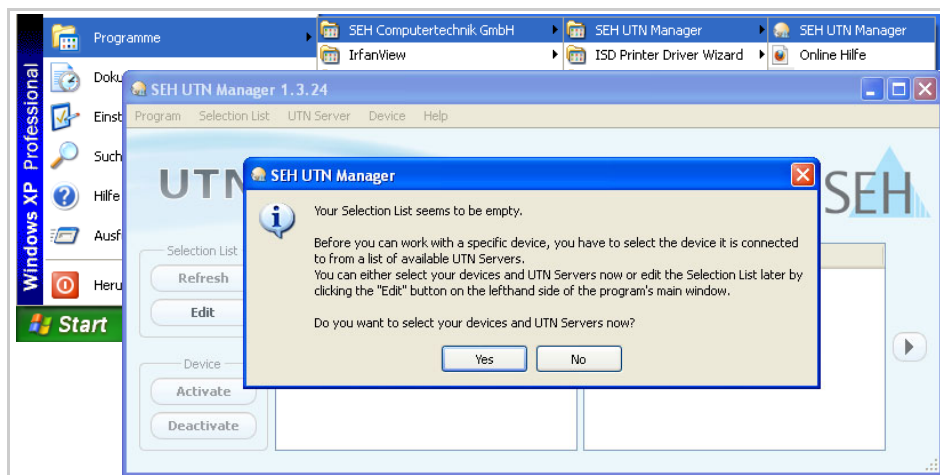 Programme
SEH Computertechnik GmbH
SEH UTN Manager
SEH UTN Manager
IrfanView
ISD Printer Driver Wizard
Online Hilfe
Windows XP Professional
Doku
Einst
Such
Hilfe
Ausf
Heru
Start
SEH UTN Manager 1.3.24
Program Selection List UTN Server Device Help
UTN
SEH
Selection List
Refresh
Edit
Device
Activate
Deactivate
SEH UTN Manager
Your Selection List seems to be empty.
Before you can work with a specific device, you have to select the device it is connected
to from a list of available UTN Servers.
You can either select your devices and UTN Servers now or edit the Selection List later by
clicking the "Edit" button on the lefthand side of the program's main window.
Do you want to select your devices and UTN Servers now?
Yes No